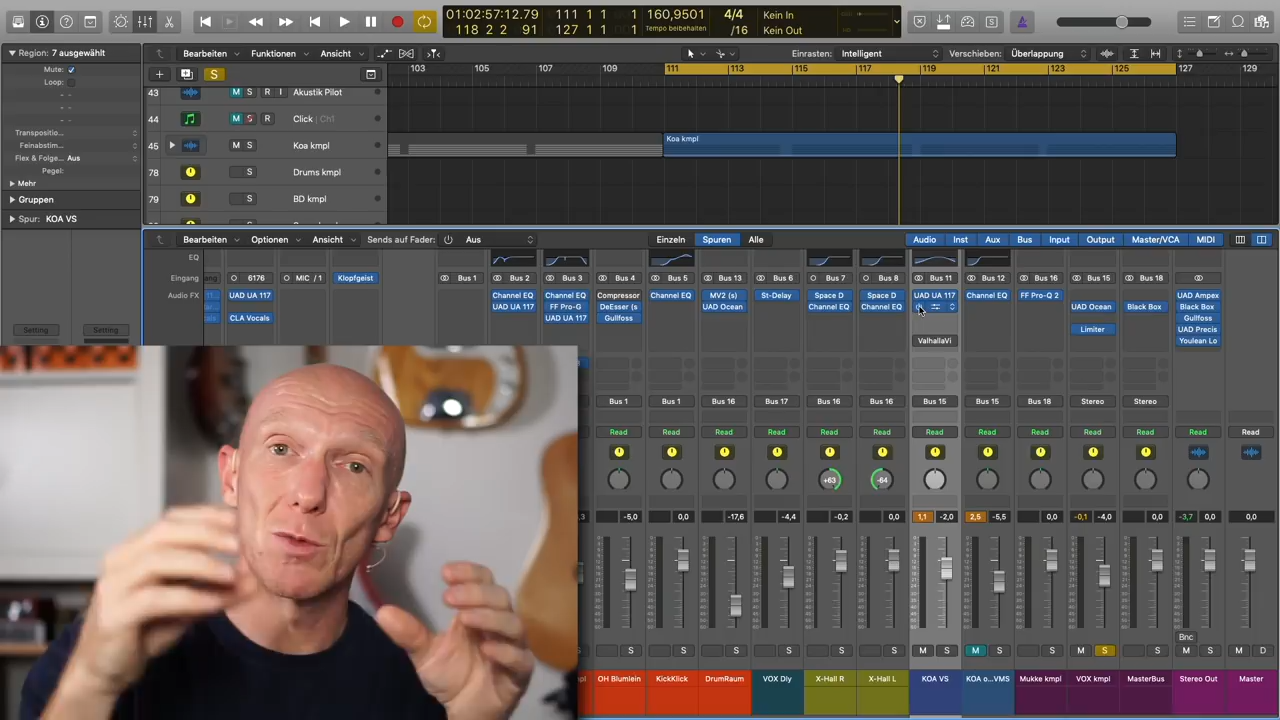 01:02:57:12.79 111 1 1 1 160,9501 4/4 Kein In
118 2 2 91 127 1 1 1 Tempo beibehalten /16 Kein Out
Region: 7 ausgewählt
Bearbeiten Funktionen Ansicht Einrasten: Intelligent Verschieben: Überlappung
Mute:
Loop:
Transpositio...
Feinabstim...
Flex & Folge... Aus
Pegel:
Mehr
Gruppen
Spur: KOA VS
103 105 107 109 111 113 115 117 119 121 123 125 127 129
43 M S R I Akustik Pilot
44 M S R Click Ch1
45 M S Koa kmpl
Koa kmpl
78 S Drums kmpl
79 S BD kmpl
Bearbeiten Optionen Ansicht Sends auf Fader: Aus Einzeln Spuren Alle Audio Inst Aux Bus Input Output Master/VCA MIDI
EQ
Eingang 6176 MIC / 1 Klopfgeist Bus 1 Bus 2 Bus 3 Bus 4 Bus 11 Bus 13 Bus 6 Bus 7 Bus 8 Bus 11 Bus 12 Bus 16 Bus 15 Bus 18
Audio FX UAD UA 117 Channel EQ Channel EQ Compressor Channel EQ MV2 (s) St-Delay Space D Space D UAD UA 117 Channel EQ FF Pro-Q 2 UAD Ampex
UAD UA 117 FF Pro-G DeEsser (s UAD Ocean Channel EQ Channel EQ UAD Ocean Black Box Black Box
CLA Vocals UAD UA 117 Gullfoss Gullfoss
Setting Setting Limiter UAD Precis
ValhallaVi Youlean Lo
Bus 1 Bus 1 Bus 16 Bus 17 Bus 16 Bus 16 Bus 15 Bus 15 Bus 18 Stereo Stereo
Read Read Read Read Read Read Read Read Read Read Read Read Read
+63 -64
-5,0 0,0 -17,6 -4,4 -0,2 0,0 1,1 -2,0 2,5 -5,5 0,0 -0,1 -4,0 0,0 -3,7 0,0 0,0
Bnc
S S S S S S M S M S S M S S M S M D
OH Blumlein KickKlick DrumRaum VOX Dly X-Hall R X-Hall L KOA VS KOA o...VMS Mukke kmpl VOX kmpl MasterBus Stereo Out Master